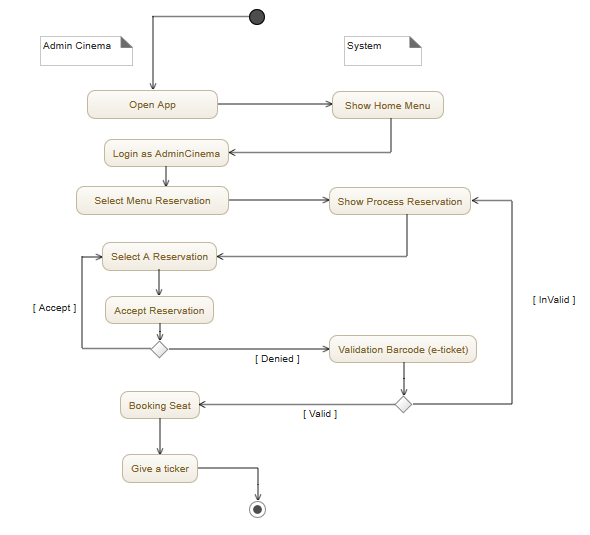 Admin Cinema
System
Open App
Show Home Menu
Login as AdminCinema
Select Menu Reservation
Show Process Reservation
Select A Reservation
[ Accept ]
Accept Reservation
[ InValid ]
[ Denied ]
Validation Barcode (e-ticket)
Booking Seat
[ Valid ]
Give a ticker